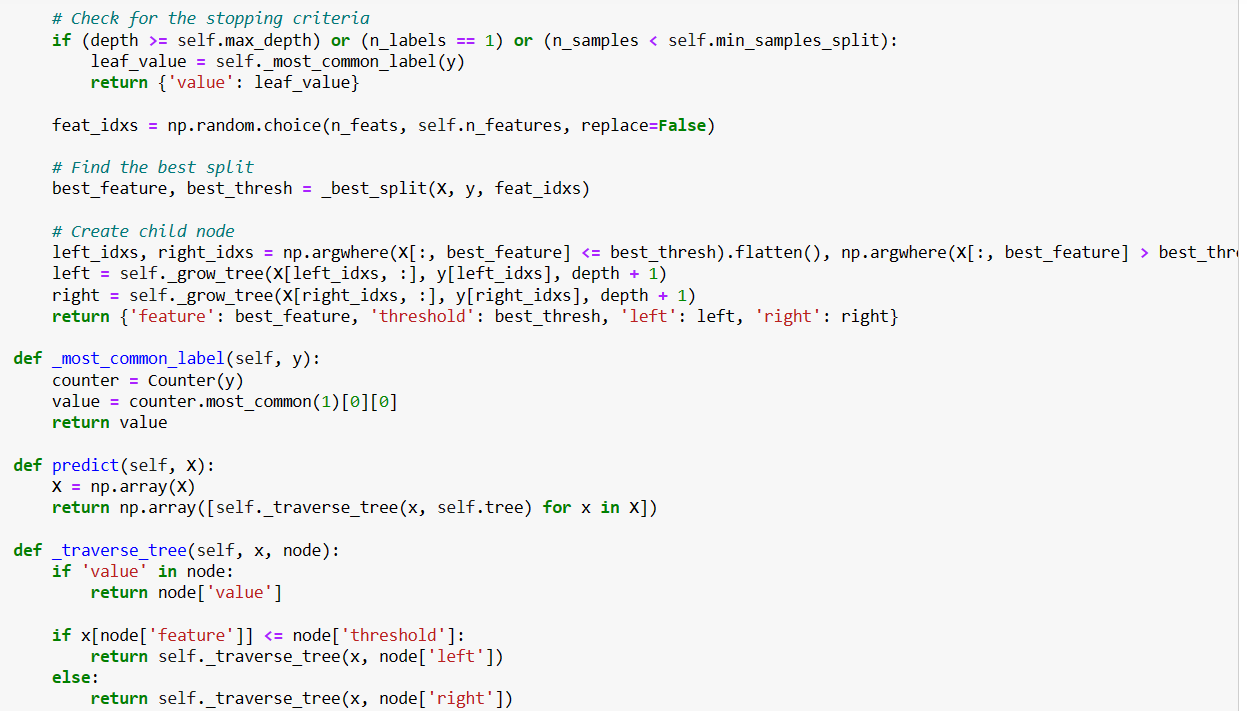 # Check for the stopping criteria
if (depth >= self.max_depth) or (n_labels == 1) or (n_samples < self.min_samples_split):
leaf_value = self._most_common_label(y)
return {'value': leaf_value}
feat_idxs = np.random.choice(n_feats, self.n_features, replace=False)
# Find the best split
best_feature, best_thresh = _best_split(X, y, feat_idxs)
# Create child node
left_idxs, right_idxs = np.argwhere(X[:, best_feature] <= best_thresh).flatten(), np.argwhere(X[:, best_feature] > best_thr
left = self._grow_tree(X[left_idxs, :], y[left_idxs], depth + 1)
right = self._grow_tree(X[right_idxs, :], y[right_idxs], depth + 1)
return {'feature': best_feature, 'threshold': best_thresh, 'left': left, 'right': right}
def _most_common_label(self, y):
counter = Counter(y)
value = counter.most_common(1)[0][0]
return value
def predict(self, X):
X = np.array(X)
return np.array([self._traverse_tree(x, self.tree) for x in X])
def _traverse_tree(self, x, node):
if 'value' in node:
return node['value']
if x[node['feature']] <= node['threshold']:
return self._traverse_tree(x, node['left'])
else:
return self._traverse_tree(x, node['right'])